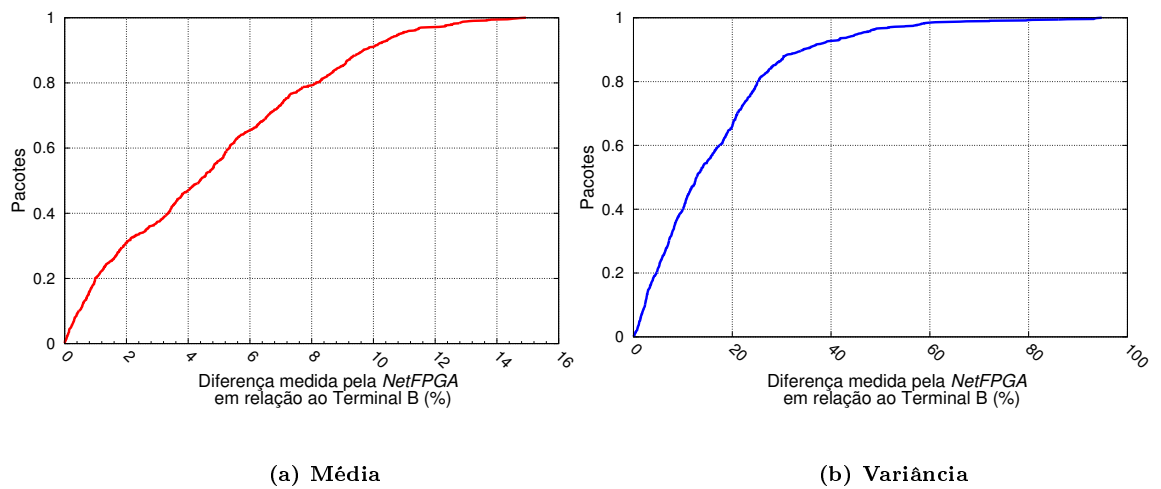 1
0.8
0.6
0.4
0.2
0
Pacotes
0 2 4 6 8 10 12 14 16
Diferença medida pela NetFPGA
em relação ao Terminal B (%)
(a) Média
1
0.8
0.6
0.4
0.2
0
Pacotes
0 20 40 60 80 100
Diferença medida pela NetFPGA
em relação ao Terminal B (%)
(b) Variância